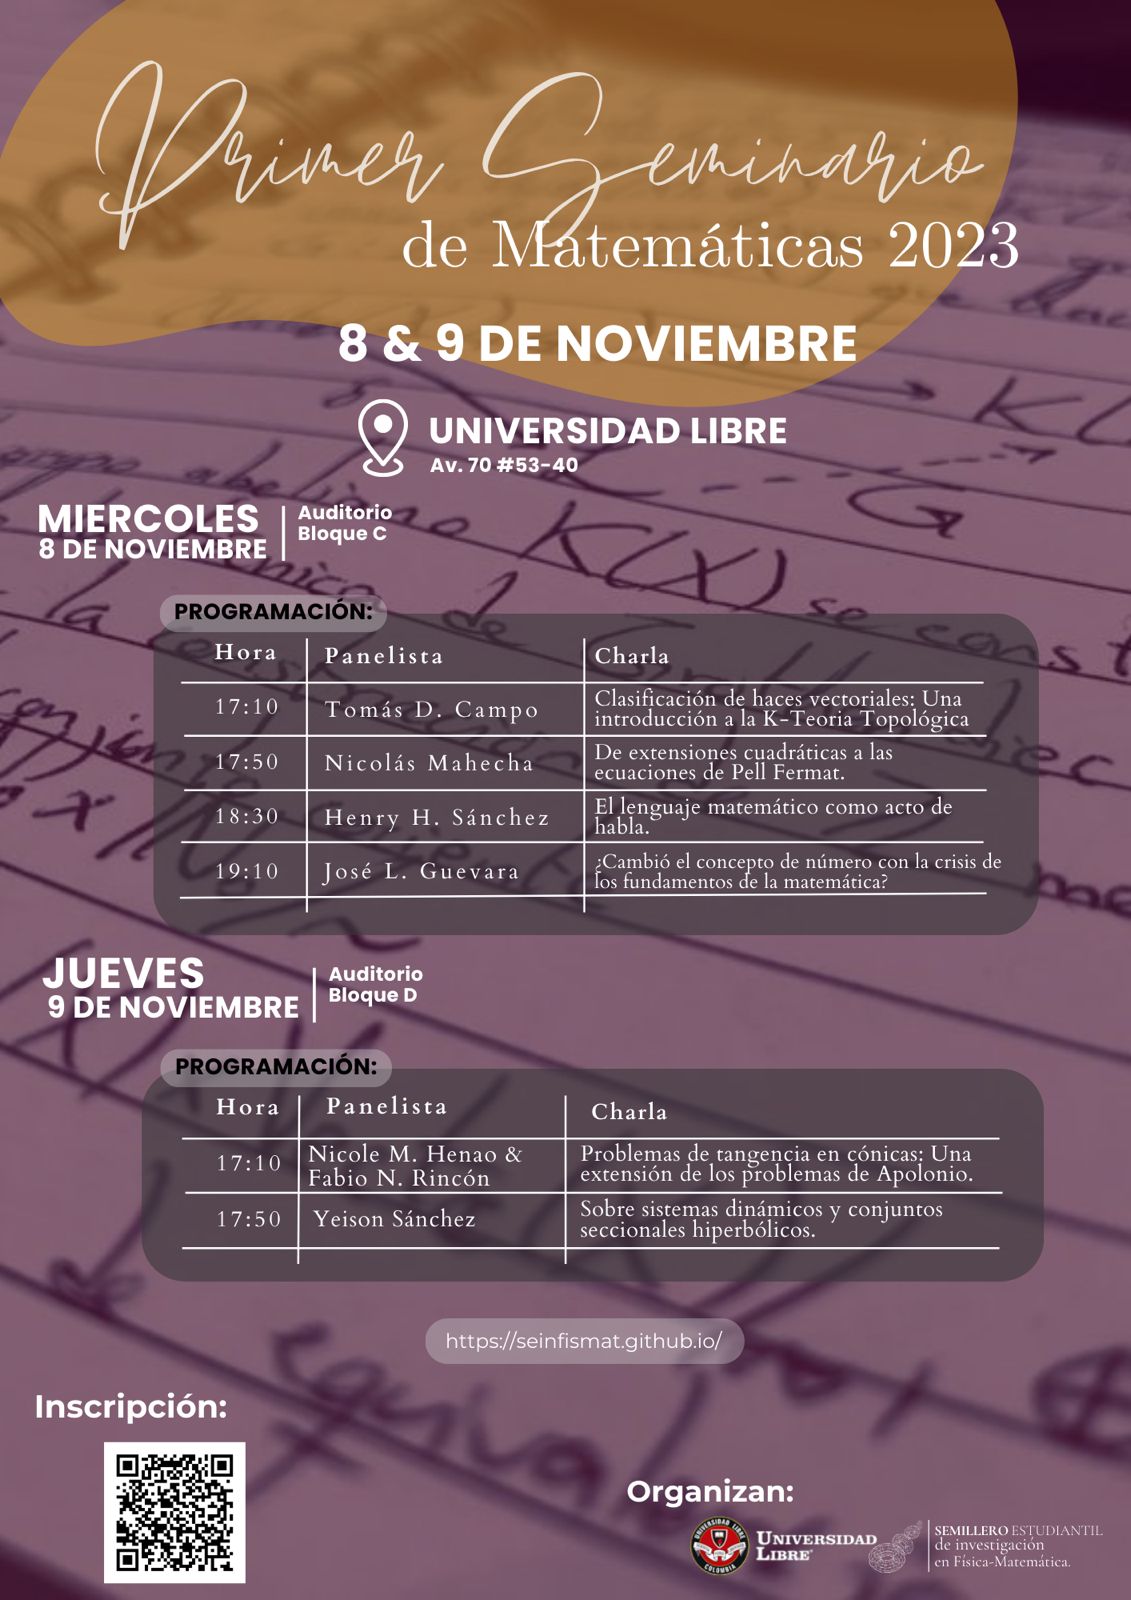 Primer Seminario
de Matemáticas 2023
8 & 9 DE NOVIEMBRE
UNIVERSIDAD LIBRE
Av. 70 #53-40
MIERCOLES
8 DE NOVIEMBRE
Auditorio
Bloque C
PROGRAMACIÓN:
Hora Panelista Charla
17:10 Tomás D. Campo Clasificación de haces vectoriales: Una
introducción a la K-Teoria Topológica
17:50 Nicolás Mahecha De extensiones cuadráticas a las
ecuaciones de Pell Fermat.
18:30 Henry H. Sánchez El lenguaje matemático como acto de
habla.
19:10 José L. Guevara ¿Cambió el concepto de número con la crisis de
los fundamentos de la matemática?
JUEVES
9 DE NOVIEMBRE
Auditorio
Bloque D
PROGRAMACIÓN:
Hora Panelista Charla
17:10 Nicole M. Henao &
Fabio N. Rincón
Problemas de tangencia en cónicas: Una
extensión de los problemas de Apolonio.
17:50 Yeison Sánchez Sobre sistemas dinámicos y conjuntos
seccionales hiperbólicos.
https://seinfismat.github.io/
Inscripción:
Organizan:
UNIVERSIDAD LIBRE
COLOMBIA
UNIVERSIDAD
LIBRE
SEMILLERO ESTUDIANTIL
de investigación
en Física-Matemática.